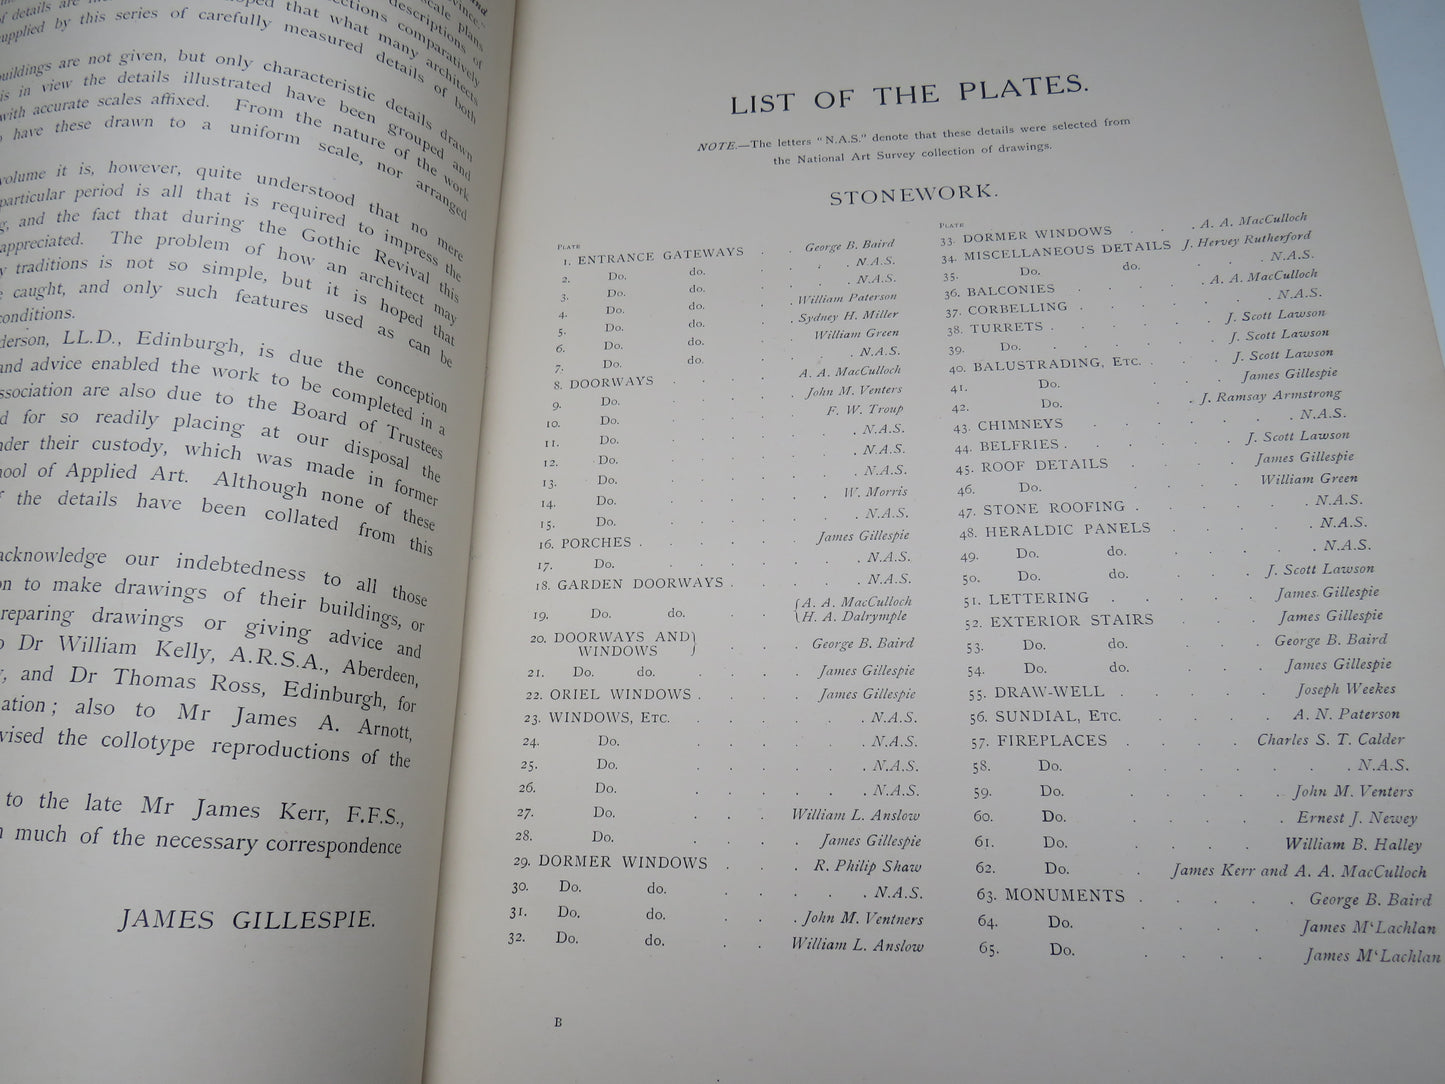 and
of details are
supplied by this series of carefully measured details of both
buildings are not given, but only characteristic details drawn
is in view the details illustrated have been grouped and
with accurate scales affixed. From the nature of the work
have these drawn to a uniform scale, nor arranged
volume it is, however, quite understood that no mere
particular period is all that is required to impress the
and the fact that during the Gothic Revival this
appreciated. The problem of how an architect may
traditions is not so simple, but it is hoped that
caught, and only such features used as can be
conditions.
derson, LL.D., Edinburgh, is due the conception
and advice enabled the work to be completed in a
ssociation are also due to the Board of Trustees
d for so readily placing at our disposal the
nder their custody, which was made in former
hool of Applied Art. Although none of these
f the details have been collated from this
acknowledge our indebtedness to all those
on to make drawings of their buildings, or
reparing drawings or giving advice and
o Dr William Kelly, A.R.S.A., Aberdeen,
and Dr Thomas Ross, Edinburgh, for
ation; also to Mr James A. Arnott,
vised the collotype reproductions of the
to the late Mr James Kerr, F.F.S.,
much of the necessary correspondence
JAMES GILLESPIE.
LIST OF THE PLATES.
NOTE.—The letters "N.A.S." denote that these details were selected from
the National Art Survey collection of drawings.
STONEWORK.
PLATE
1. ENTRANCE GATEWAYS . George B. Baird
2. Do. do. . . . N.A.S.
3. Do. do. . . . N.A.S.
4. Do. do. . William Paterson
5. Do. do. . Sydney H. Miller
6. Do. do. . William Green
7. Do. do. . . . N.A.S.
8. DOORWAYS . . . . A. A. MacCulloch
9. Do. . . . . John M. Venters
10. Do. . . . . F. W. Troup
11. Do. . . . . N.A.S.
12. Do. . . . . N.A.S.
13. Do. . . . . N.A.S.
14. Do. . . . . W. Morris
15. Do. . . . . N.A.S.
16. PORCHES . . . . James Gillespie
17. Do. . . . . N.A.S.
18. GARDEN DOORWAYS . . . . N.A.S.
19. Do. do. { A. A. MacCulloch
{ H. A. Dalrymple
20. DOORWAYS AND }
WINDOWS } . George B. Baird
21. Do. do. . . . James Gillespie
22. ORIEL WINDOWS . . . . James Gillespie
23. WINDOWS, ETC. . . . . N.A.S.
24. Do. . . . . N.A.S.
25. Do. . . . . N.A.S.
26. Do. . . . . N.A.S.
27. Do. . . . William L. Anslow
28. Do. . . . James Gillespie
29. DORMER WINDOWS . . . R. Philip Shaw
30. Do. do. . . . N.A.S.
31. Do. do. . . . John M. Ventners
32. Do. do. . . William L. Anslow
PLATE
33. DORMER WINDOWS . . . A. A. MacCulloch
34. MISCELLANEOUS DETAILS J. Hervey Rutherford
35. Do. do. . . . N.A.S.
36. BALCONIES . . . . A. A. MacCulloch
37. CORBELLING . . . . N.A.S.
38. TURRETS . . . . J. Scott Lawson
39. Do. . . . . J. Scott Lawson
40. BALUSTRADING, ETC. . . . J. Scott Lawson
41. Do. . . . James Gillespie
42. Do. . . . J. Ramsay Armstrong
43. CHIMNEYS . . . . N.A.S.
44. BELFRIES . . . . J. Scott Lawson
45. ROOF DETAILS . . . . James Gillespie
46. Do. . . . William Green
47. STONE ROOFING . . . . N.A.S.
48. HERALDIC PANELS . . . . N.A.S.
49. Do. do. . . . N.A.S.
50. Do. do. . . . J. Scott Lawson
51. LETTERING . . . . James Gillespie
52. EXTERIOR STAIRS . . . James Gillespie
53. Do. do. . . . George B. Baird
54. Do. do. . . . James Gillespie
55. DRAW-WELL . . . . Joseph Weekes
56. SUNDIAL, ETC. . . . . A. N. Paterson
57. FIREPLACES . . . . Charles S. T. Calder
58. Do. . . . . N.A.S.
59. Do. . . . . John M. Venters
60. Do. . . . . Ernest J. Newey
61. Do. . . . . William B. Halley
62. Do. . James Kerr and A. A. MacCulloch
63. MONUMENTS . . . . George B. Baird
64. Do. . . . . James M'Lachlan
65. Do. . . . . James M'Lachlan
B